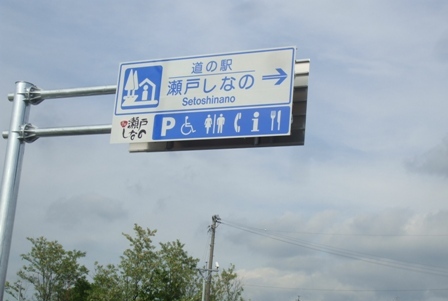 道の駅
瀬戸しなの
Setoshinano
瀬戸
しなの
P